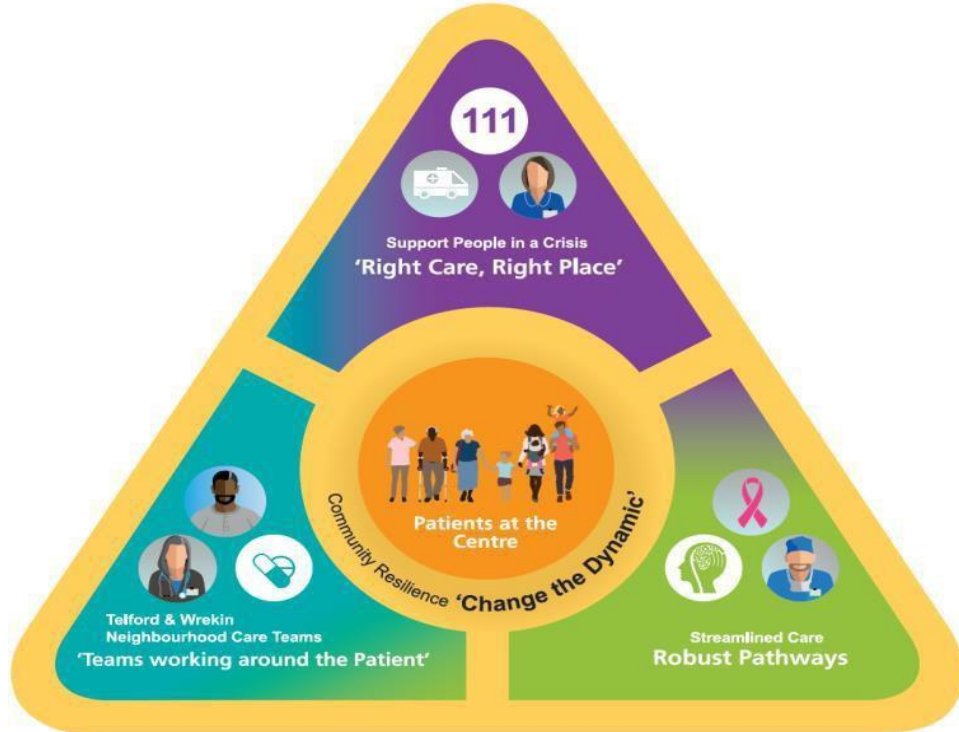 111
Support People in a Crisis
'Right Care, Right Place'
Patients at the
Centre
Community Resilience 'Change the Dynamic'
Telford & Wrekin
Neighbourhood Care Teams
'Teams working around the Patient'
Streamlined Care
Robust Pathways